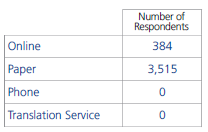 Number of
Respondents
Online 384
Paper 3,515
Phone 0
Translation Service 0